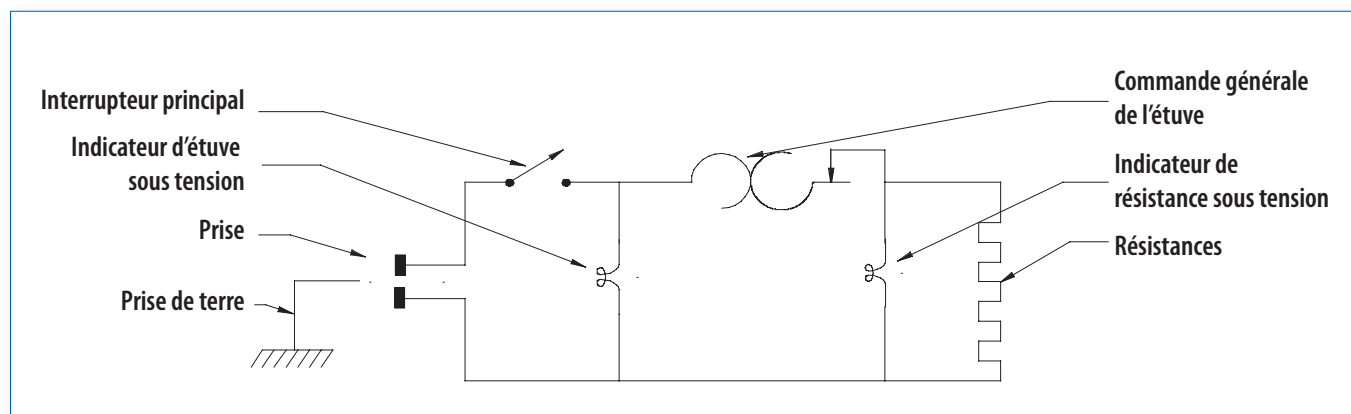 Interrupteur principal
Indicateur d'étuve
sous tension
Prise
Prise de terre
Commande générale
de l'étuve
Indicateur de
résistance sous tension
Résistances